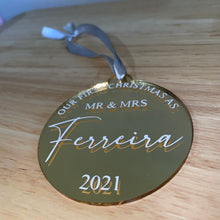 OUR FIRST CHRISTMAS AS
MR & MRS
Ferreira
2021